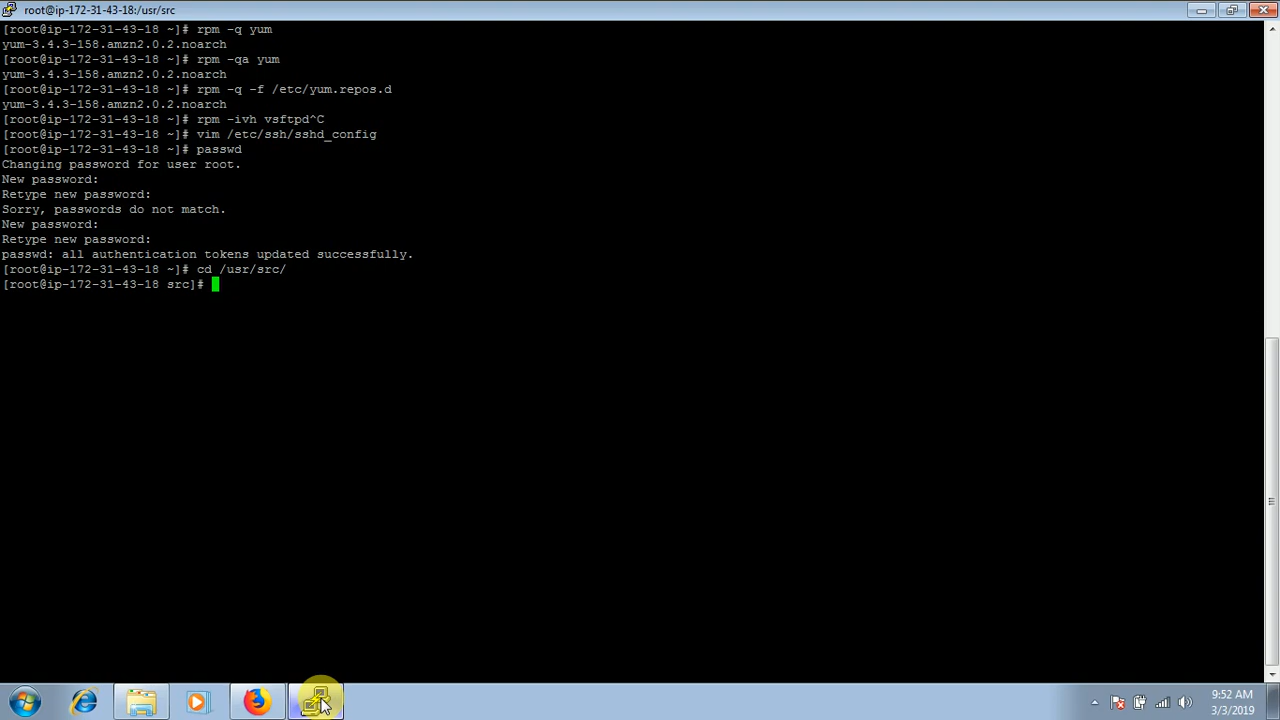 root@ip-172-31-43-18:/usr/src
[root@ip-172-31-43-18 ~]# rpm -q yum
yum-3.4.3-158.amzn2.0.2.noarch
[root@ip-172-31-43-18 ~]# rpm -qa yum
yum-3.4.3-158.amzn2.0.2.noarch
[root@ip-172-31-43-18 ~]# rpm -q -f /etc/yum.repos.d
yum-3.4.3-158.amzn2.0.2.noarch
[root@ip-172-31-43-18 ~]# rpm -ivh vsftpd^C
[root@ip-172-31-43-18 ~]# vim /etc/ssh/sshd_config
[root@ip-172-31-43-18 ~]# passwd
Changing password for user root.
New password:
Retype new password:
Sorry, passwords do not match.
New password:
Retype new password:
passwd: all authentication tokens updated successfully.
[root@ip-172-31-43-18 ~]# cd /usr/src/
[root@ip-172-31-43-18 src]#
9:52 AM
3/3/2019